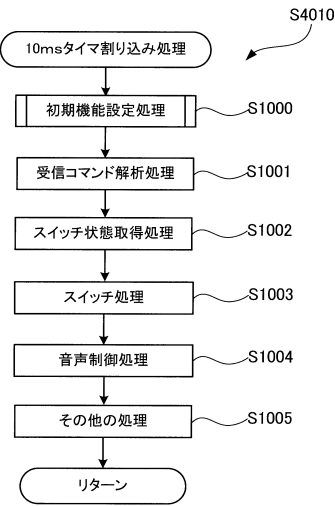 S4010
10msタイマ割り込み処理
初期機能設定処理
S1000
受信コマンド解析処理
S1001
スイッチ状態取得処理
S1002
スイッチ処理
S1003
音声制御処理
S1004
その他の処理
S1005
リターン